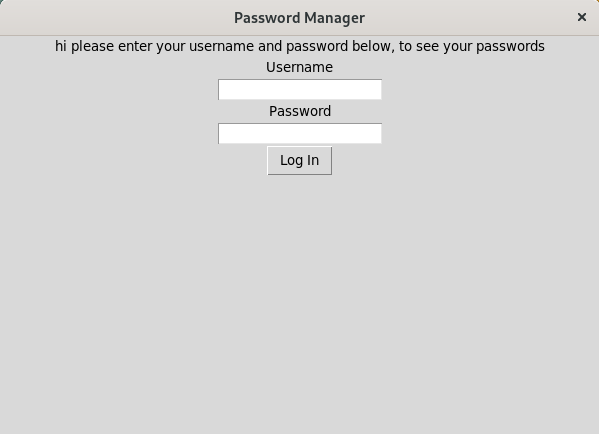 Password Manager
hi please enter your username and password below, to see your passwords
Username
Password
Log In